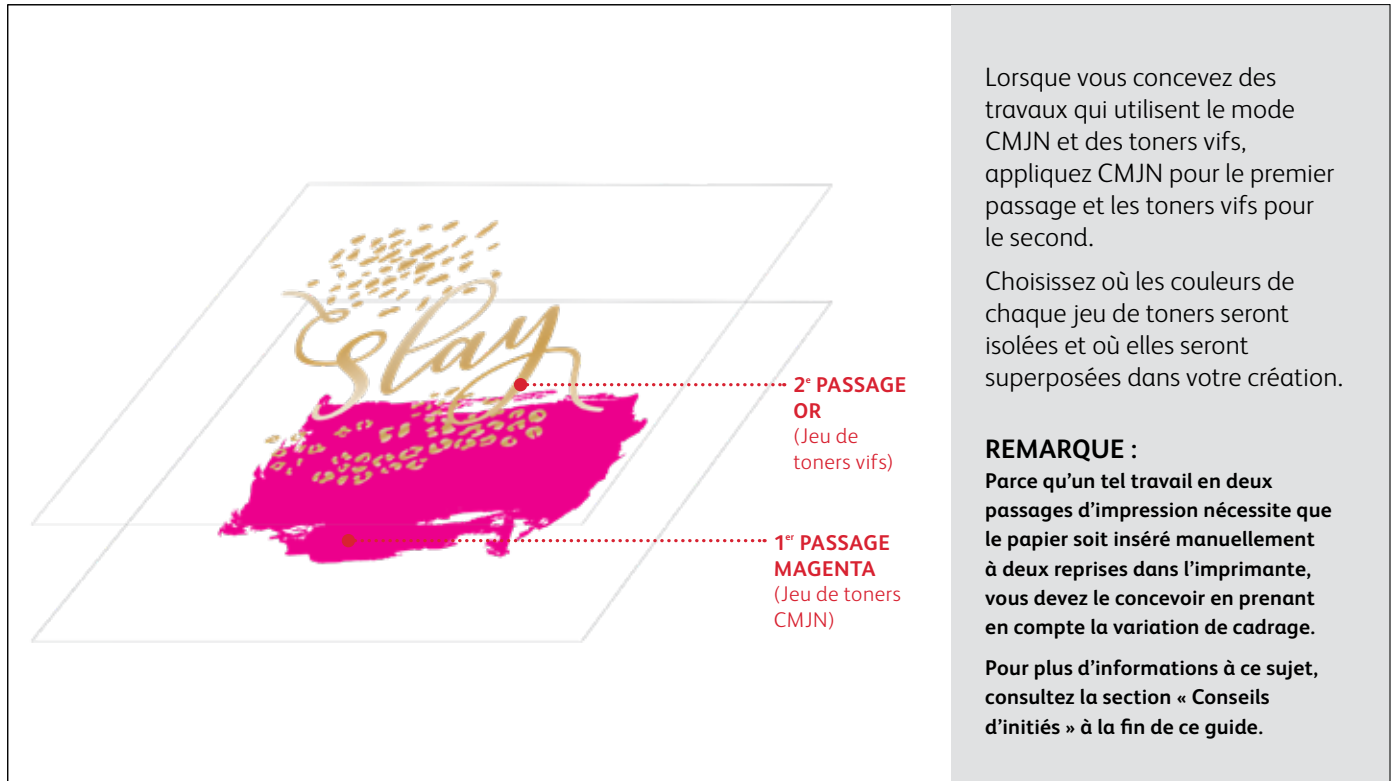 slay
2e PASSAGE
OR
(Jeu de
toners vifs)
1er PASSAGE
MAGENTA
(Jeu de toners
CMJN)
Lorsque vous concevez des
travaux qui utilisent le mode
CMJN et des toners vifs,
appliquez CMJN pour le premier
passage et les toners vifs pour
le second.
Choisissez où les couleurs de
chaque jeu de toners seront
isolées et où elles seront
superposées dans votre création.
REMARQUE :
Parce qu’un tel travail en deux
passages d’impression nécessite que
le papier soit inséré manuellement
à deux reprises dans l’imprimante,
vous devez le concevoir en prenant
en compte la variation de cadrage.
Pour plus d’informations à ce sujet,
consultez la section « Conseils
d’initiés » à la fin de ce guide.